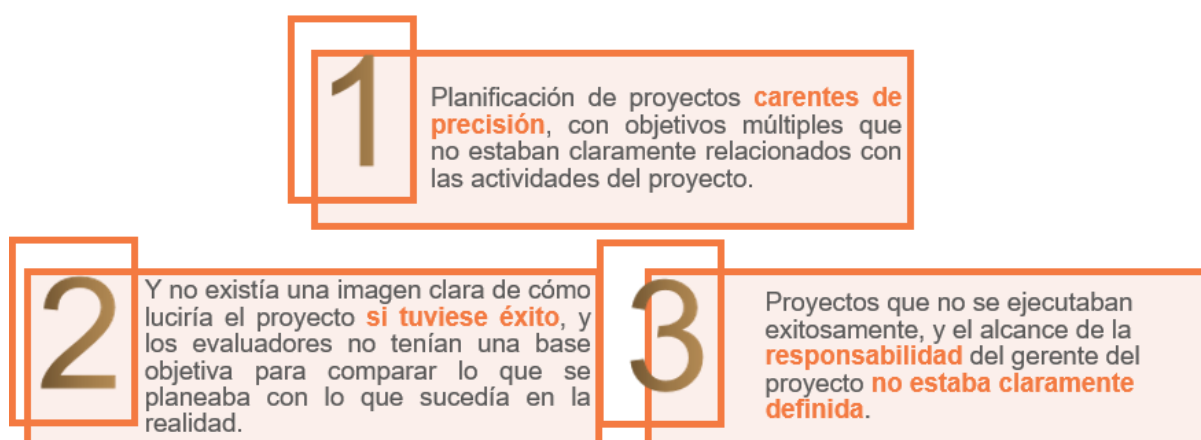 1
Planificación de proyectos carentes de
precisión, con objetivos múltiples que
no estaban claramente relacionados con
las actividades del proyecto.
2
Y no existía una imagen clara de cómo
luciría el proyecto si tuviese éxito, y
los evaluadores no tenían una base
objetiva para comparar lo que se
planeaba con lo que sucedía en la
realidad.
3
Proyectos que no se ejecutaban
exitosamente, y el alcance de la
responsabilidad del gerente del
proyecto no estaba claramente
definida.